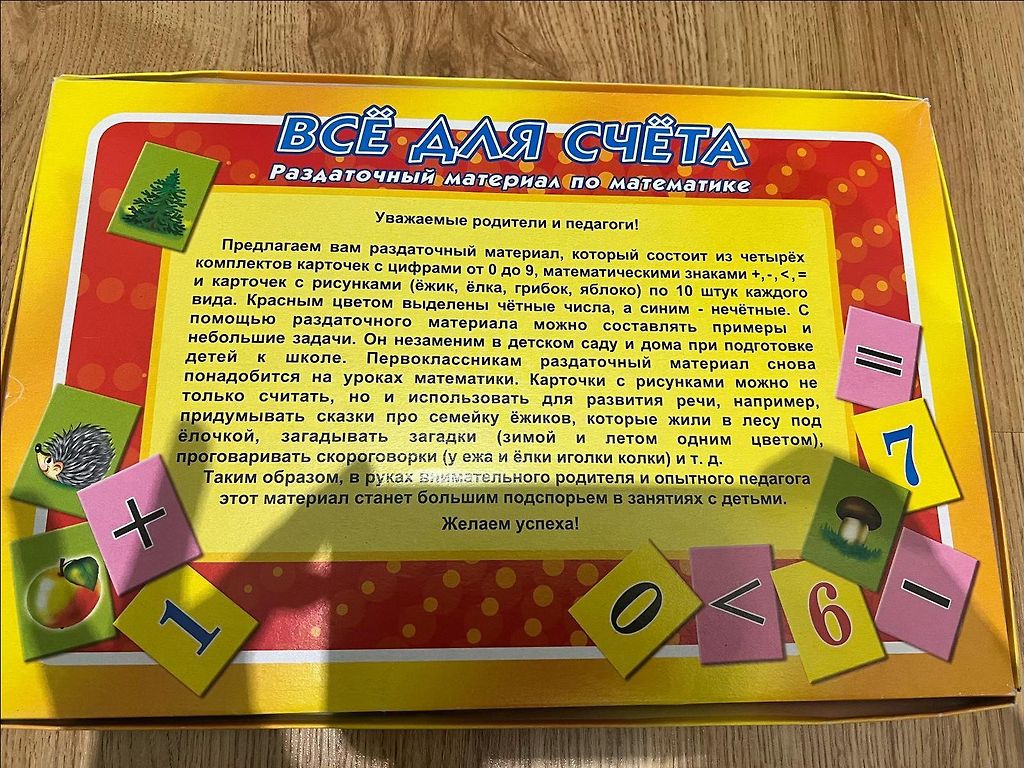 ВСЁ ДЛЯ СЧЁТА
Раздаточный материал по математике
Уважаемые родители и педагоги!
Предлагаем вам раздаточный материал, который состоит из четырёх
комплектов карточек с цифрами от 0 до 9, математическими знаками +,-,<,=
и карточек с рисунками (ёжик, ёлка, грибок, яблоко) по 10 штук каждого
вида. Красным цветом выделены чётные числа, а синим - нечётные. С
помощью раздаточного материала можно составлять примеры и
небольшие задачи. Он незаменим в детском саду и дома при подготовке
детей к школе. Первоклассникам раздаточный материал снова
понадобится на уроках математики. Карточки с рисунками можно не
только считать, но и использовать для развития речи, например,
придумывать сказки про семейку ёжиков, которые жили в лесу под
ёлочкой, загадывать загадки (зимой и летом одним цветом),
проговаривать скороговорки (у ежа и ёлки иголки колки) и т. д.
Таким образом, в руках внимательного родителя и опытного педагога
этот материал станет большим подспорьем в занятиях с детьми.
Желаем успеха!
=
7
+
1
0
<
6
-